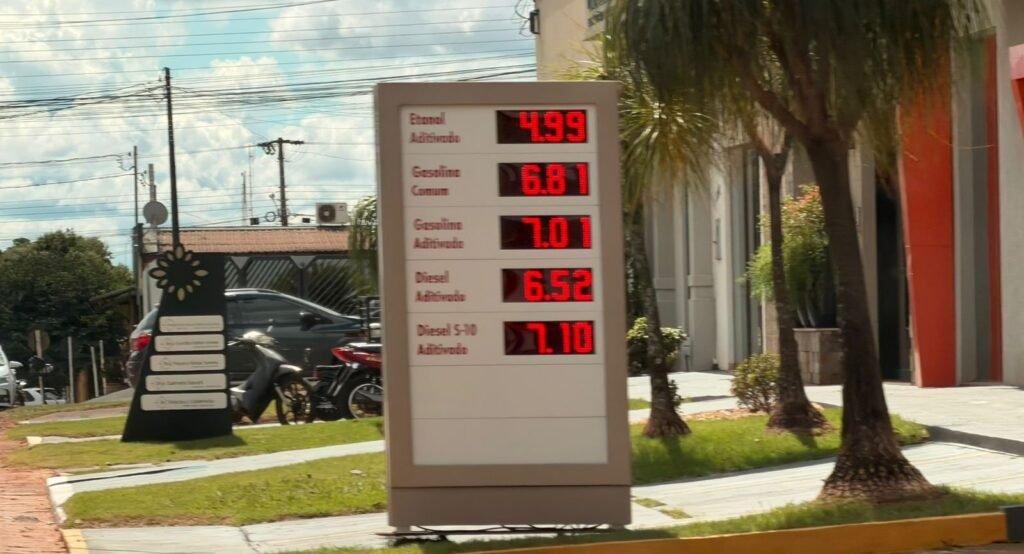 Etanol
Aditivado
4.99
Gasolina
Comum
6.81
Gasolina
Aditivada
7.01
Diesel
Aditivado
6.52
Diesel S-10
Aditivado
7.10